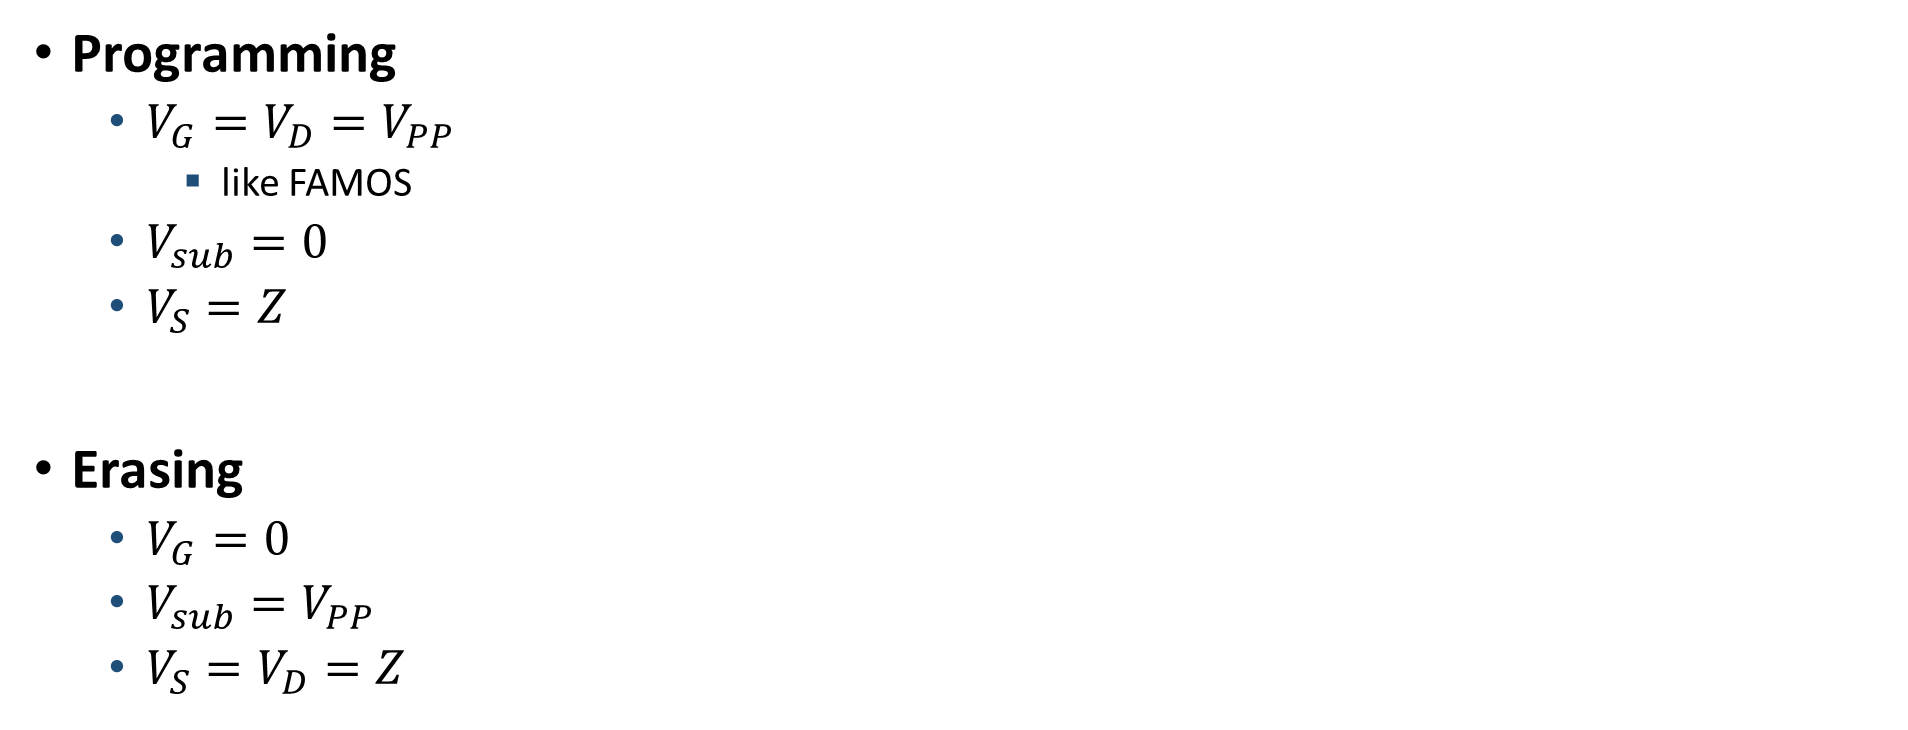 • Programming
• V_G = V_D = V_PP
▪ like FAMOS
• V_sub = 0
• V_S = Z
• Erasing
• V_G = 0
• V_sub = V_PP
• V_S = V_D = Z